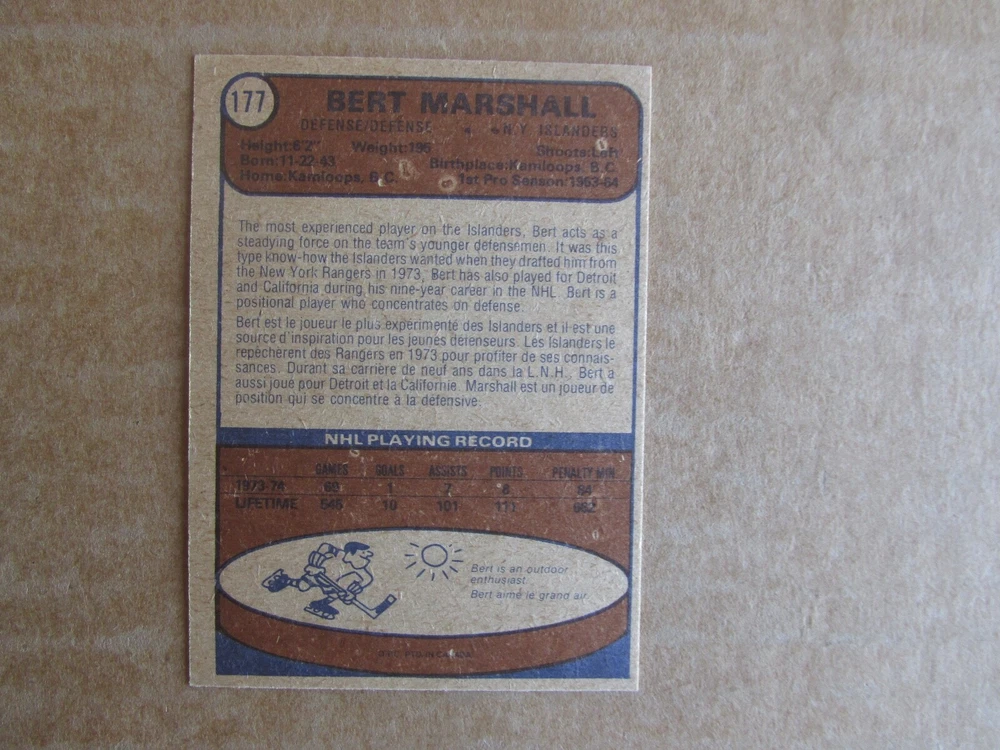 177
BERT MARSHALL
DEFENSE/DEFENSE N.Y. ISLANDERS
Height:6'2" Weight:195 Shoots:Left
Born:11-22-43 Birthplace:Kamloops, B.C.
Home:Kamloops, B.C. 1st Pro Season:1963-64
The most experienced player on the Islanders, Bert acts as a
steadying force on the team's younger defensemen. It was this
type know-how the Islanders wanted when they drafted him from
the New York Rangers in 1973. Bert has also played for Detroit
and California during his nine-year career in the NHL. Bert is a
positional player who concentrates on defense.
Bert est le joueur le plus expérimenté des Islanders et il est une
source d'inspiration pour les jeunes défenseurs. Les Islanders le
repêchèrent des Rangers en 1973 pour profiter de ses connais-
sances. Durant sa carrière de neuf ans dans la L.N.H., Bert a
aussi joué pour Detroit et la Californie. Marshall est un joueur de
position qui se concentre à la défensive.
NHL PLAYING RECORD
GAMES GOALS ASSISTS POINTS PENALTY MIN.
1973-74 69 1 7 8 84
LIFETIME 545 10 101 111 662
Bert is an outdoor
enthusiast.
Bert aime le grand air.